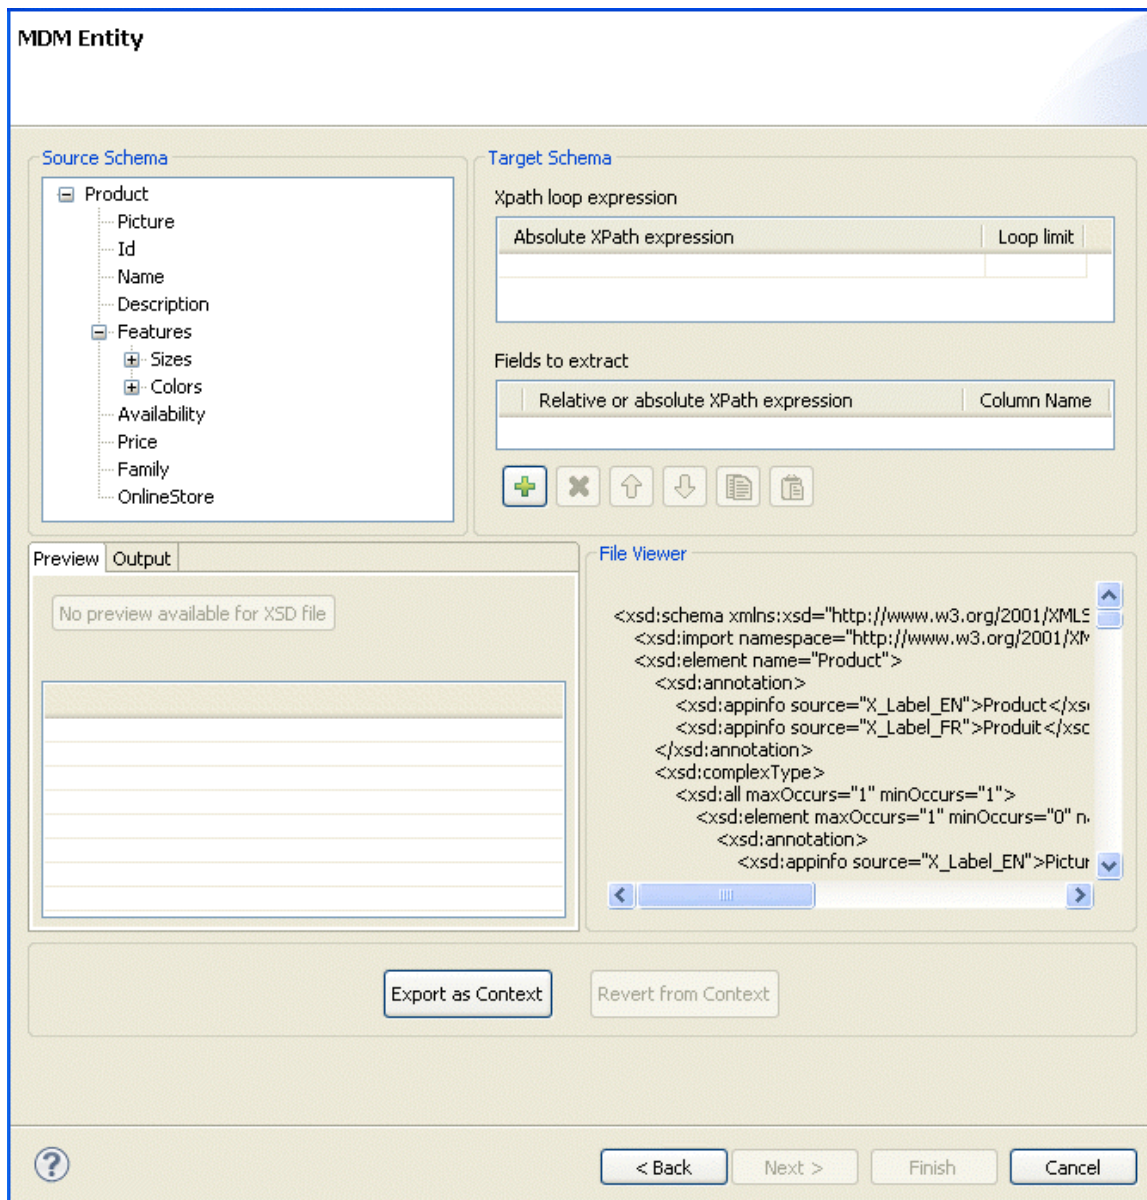 MDM Entity
Source Schema
Product
Picture
Id
Name
Description
Features
Sizes
Colors
Availability
Price
Family
OnlineStore
Target Schema
Xpath loop expression
Absolute XPath expression Loop limit
Fields to extract
Relative or absolute XPath expression Column Name
Preview Output
No preview available for XSD file
File Viewer
<xsd:schema xmlns:xsd="http://www.w3.org/2001/XMLS
<xsd:import namespace="http://www.w3.org/2001/XM
<xsd:element name="Product">
<xsd:annotation>
<xsd:appinfo source="X_Label_EN">Product</xs
<xsd:appinfo source="X_Label_FR">Produit</xsd
</xsd:annotation>
<xsd:complexType>
<xsd:all maxOccurs="1" minOccurs="1">
<xsd:element maxOccurs="1" minOccurs="0" n
<xsd:annotation>
<xsd:appinfo source="X_Label_EN">Pictur
Export as Context Revert from Context
< Back Next > Finish Cancel